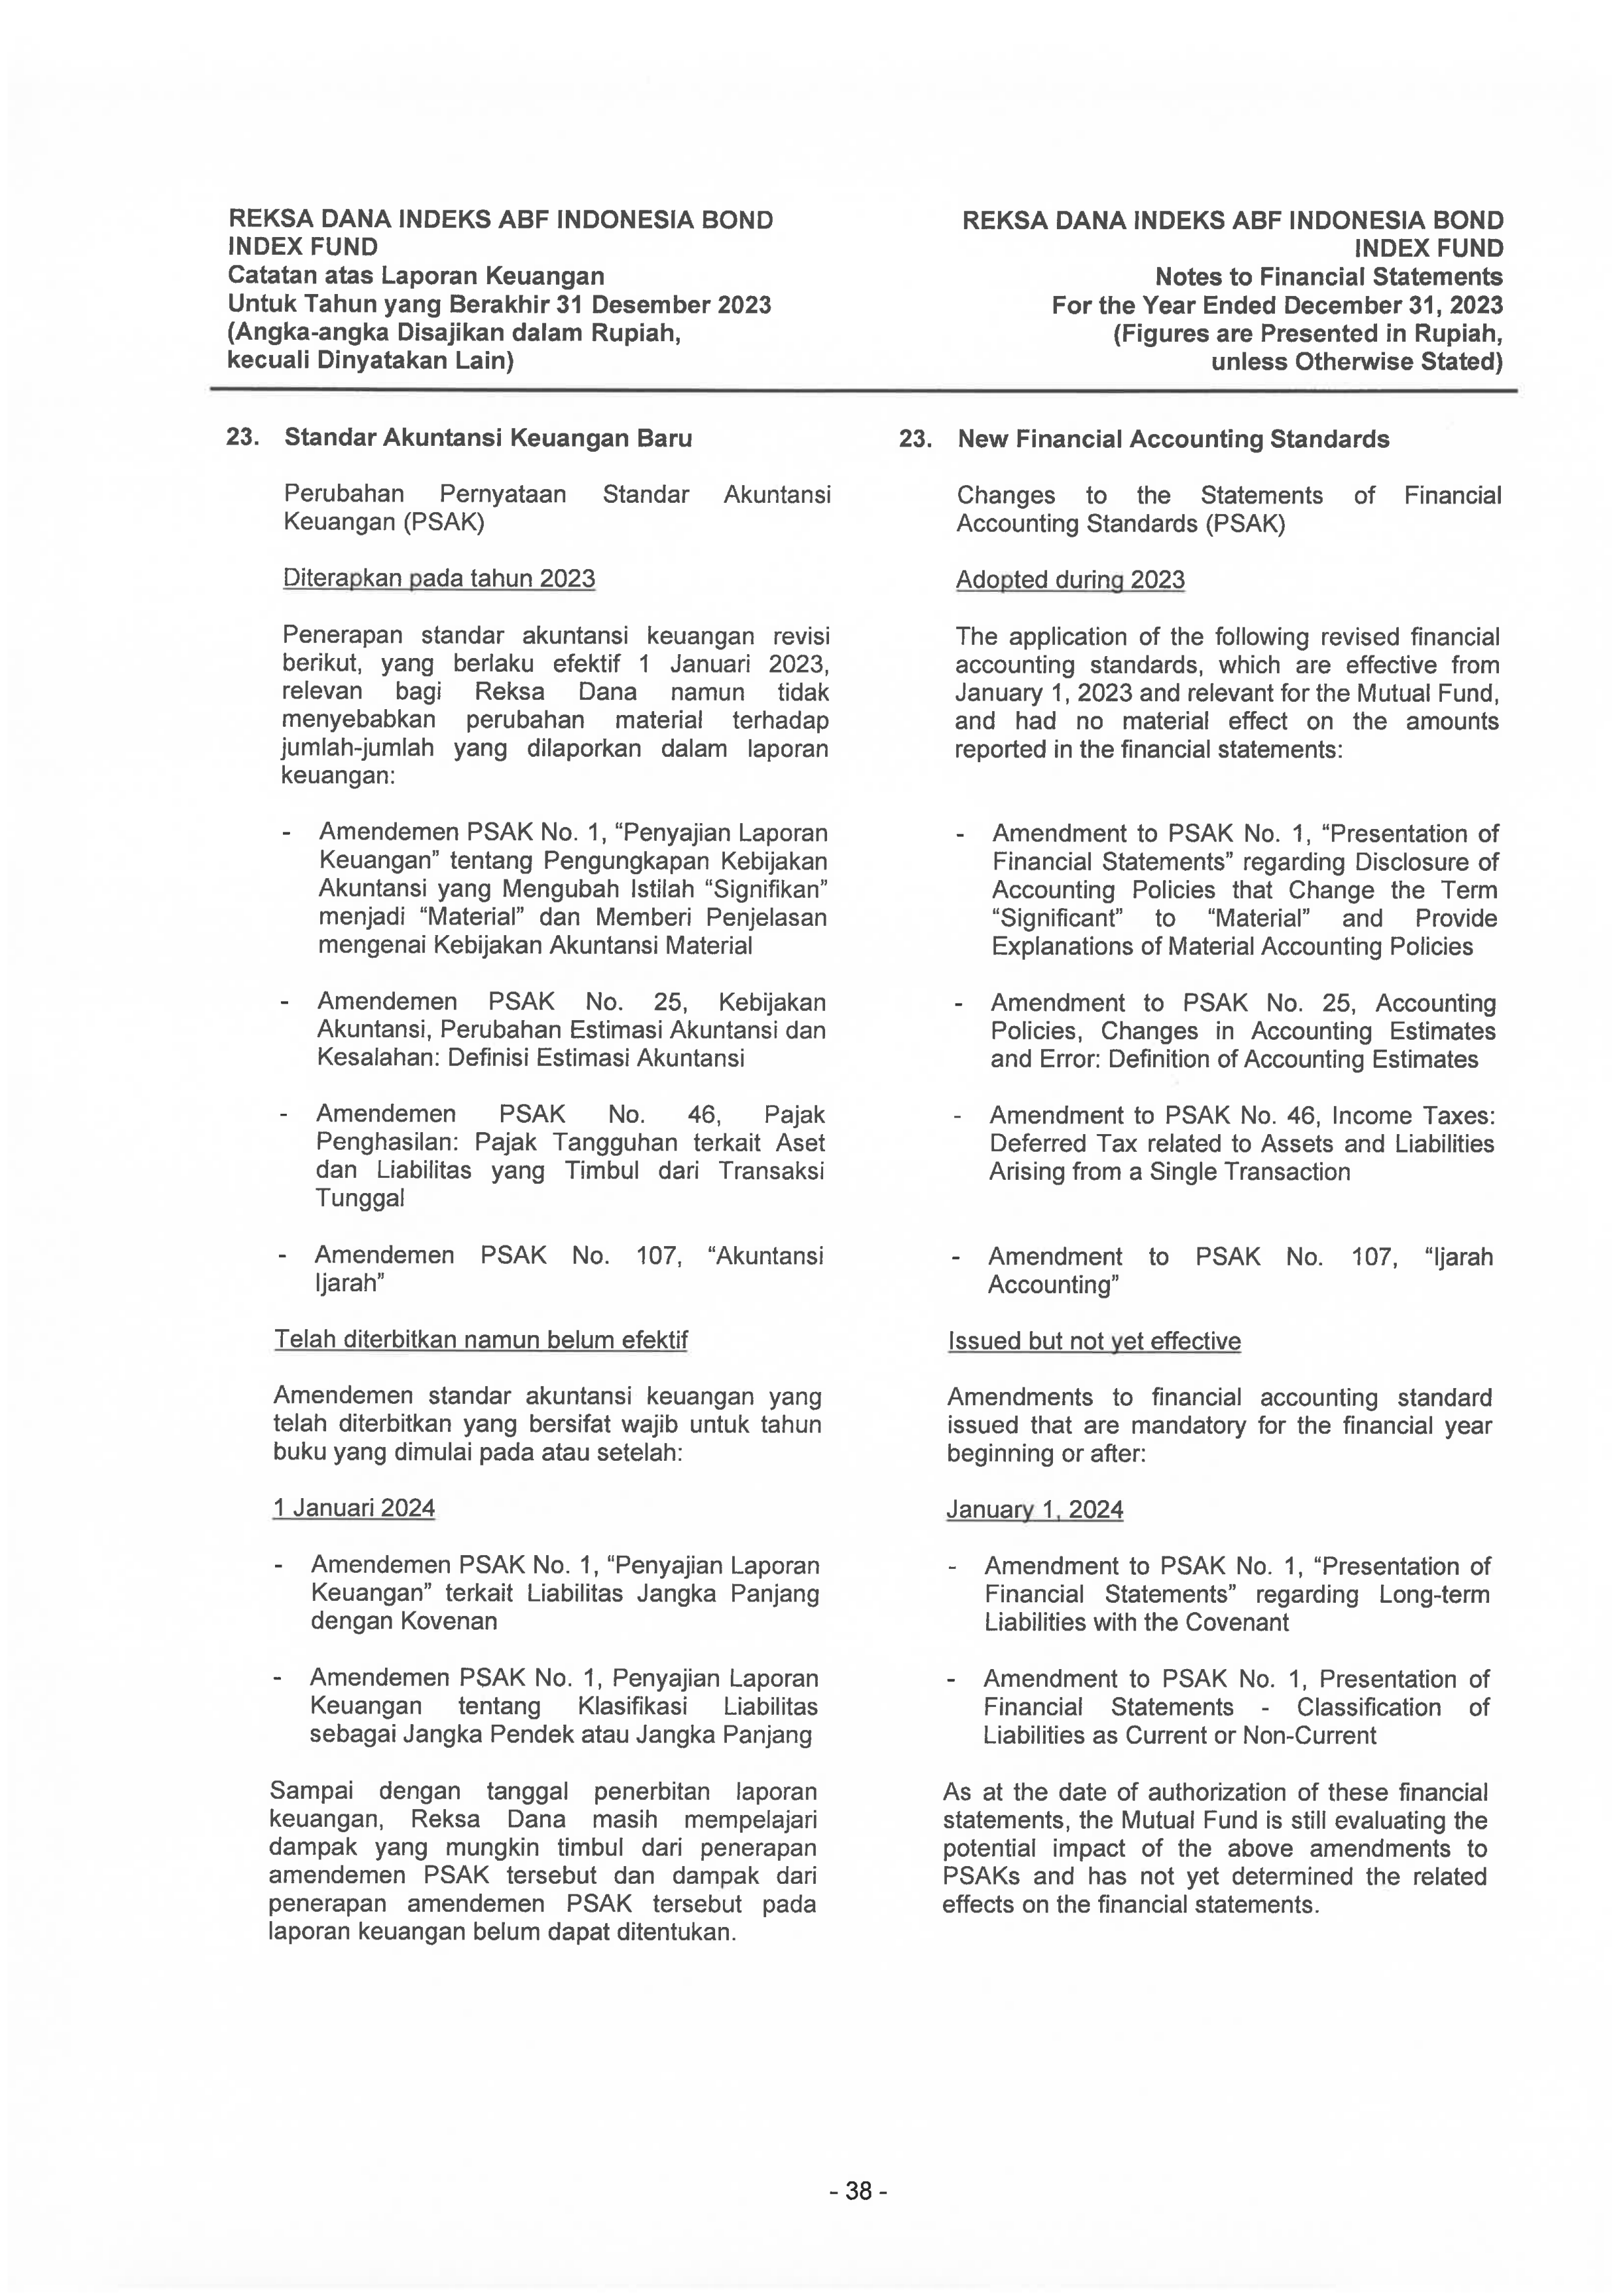 REKSA DANA INDEKS ABF INDONESIA BOND
INDEX FUND
Catatan atas Laporan Keuangan
Untuk Tahun yang Berakhir 31 Desember 2023
(Angka-angka Disajikan dalam Rupiah,
kecuali Dinyatakan Lain)
REKSA DANA INDEKS ABF INDONESIA BOND
INDEX FUND
Notes to Financial Statements
For the Year Ended December 31, 2023
(Figures are Presented in Rupiah,
unless Otherwise Stated)
23. Standar Akuntansi Keuangan Baru
Perubahan Pernyataan Standar Akuntansi
Keuangan (PSAK)
Diterapkan pada tahun 2023
Penerapan standar akuntansi keuangan revisi
berikut, yang berlaku efektif 1 Januari 2023,
relevan bagi Reksa Dana namun tidak
menyebabkan perubahan material terhadap
jumlah-jumlah yang dilaporkan dalam laporan
keuangan:
- Amendemen PSAK No. 1, “Penyajian Laporan
Keuangan” tentang Pengungkapan Kebijakan
Akuntansi yang Mengubah Istilah “Signifikan”
menjadi “Material” dan Memberi Penjelasan
mengenai Kebijakan Akuntansi Material
- Amendemen PSAK No. 25, Kebijakan
Akuntansi, Perubahan Estimasi Akuntansi dan
Kesalahan: Definisi Estimasi Akuntansi
- Amendemen PSAK No. 46, Pajak
Penghasilan: Pajak Tangguhan terkait Aset
dan Liabilitas yang Timbul dari Transaksi
Tunggal
- Amendemen PSAK No. 107, “Akuntansi
Ijarah”
Telah diterbitkan namun belum efektif
Amendemen standar akuntansi keuangan yang
telah diterbitkan yang bersifat wajib untuk tahun
buku yang dimulai pada atau setelah:
1 Januari 2024
- Amendemen PSAK No. 1, “Penyajian Laporan
Keuangan” terkait Liabilitas Jangka Panjang
dengan Kovenan
- Amendemen PSAK No. 1, Penyajian Laporan
Keuangan tentang Klasifikasi Liabilitas
sebagai Jangka Pendek atau Jangka Panjang
Sampai dengan tanggal penerbitan laporan
keuangan, Reksa Dana masih mempelajari
dampak yang mungkin timbul dari penerapan
amendemen PSAK tersebut dan dampak dari
penerapan amendemen PSAK tersebut pada
laporan keuangan belum dapat ditentukan.
23. New Financial Accounting Standards
Changes to the Statements of Financial
Accounting Standards (PSAK)
Adopted during 2023
The application of the following revised financial
accounting standards, which are effective from
January 1, 2023 and relevant for the Mutual Fund,
and had no material effect on the amounts
reported in the financial statements:
- Amendment to PSAK No. 1, “Presentation of
Financial Statements” regarding Disclosure of
Accounting Policies that Change the Term
“Significant” to “Material” and Provide
Explanations of Material Accounting Policies
- Amendment to PSAK No. 25, Accounting
Policies, Changes in Accounting Estimates
and Error: Definition of Accounting Estimates
- Amendment to PSAK No. 46, Income Taxes:
Deferred Tax related to Assets and Liabilities
Arising from a Single Transaction
- Amendment to PSAK No. 107, “Ijarah
Accounting”
Issued but not yet effective
Amendments to financial accounting standard
issued that are mandatory for the financial year
beginning or after:
January 1, 2024
- Amendment to PSAK No. 1, “Presentation of
Financial Statements” regarding Long-term
Liabilities with the Covenant
- Amendment to PSAK No. 1, Presentation of
Financial Statements - Classification of
Liabilities as Current or Non-Current
As at the date of authorization of these financial
statements, the Mutual Fund is still evaluating the
potential impact of the above amendments to
PSAKs and has not yet determined the related
effects on the financial statements.
- 38 -